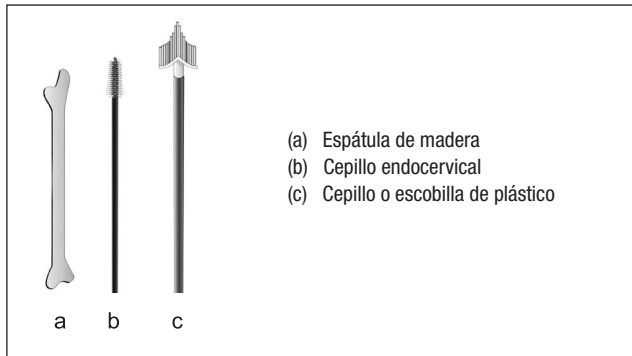 (a) Espátula de madera
(b) Cepillo endocervical
(c) Cepillo o escobilla de plástico
a b c